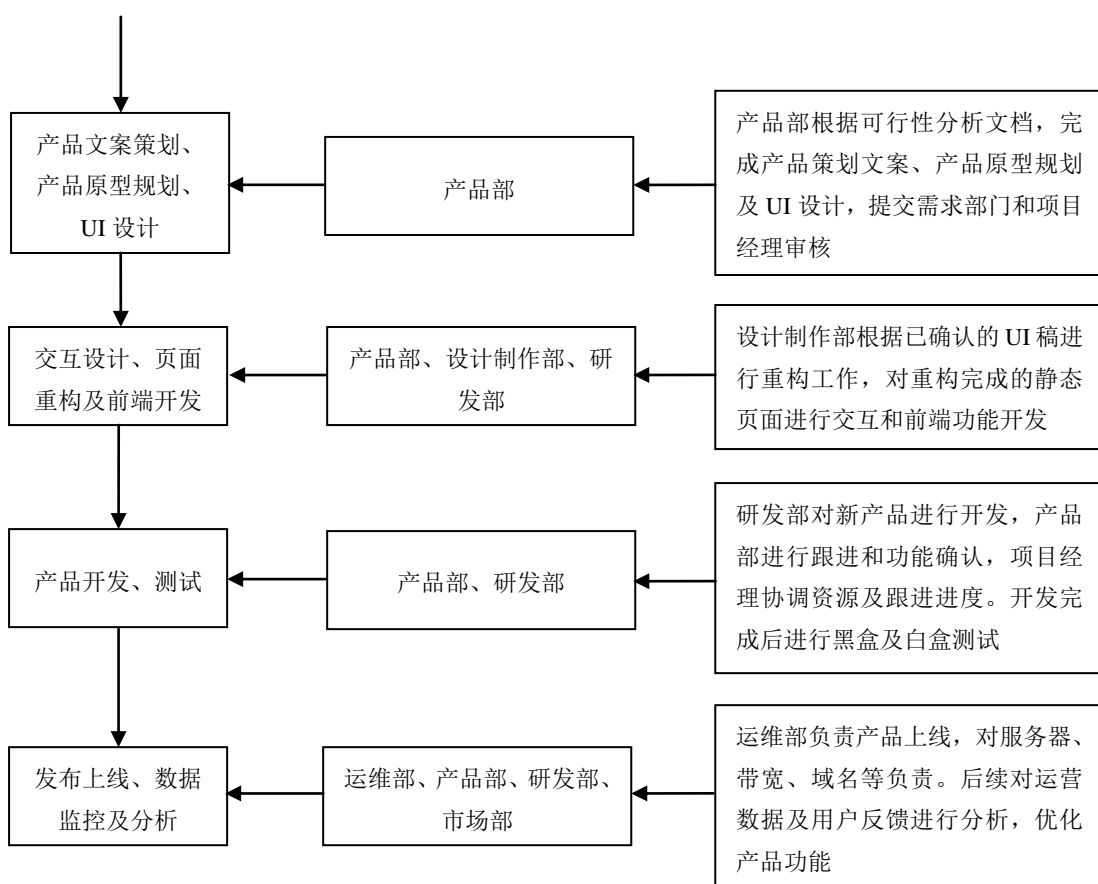 产品文案策划、
产品原型规划、
UI 设计
产品部
产品部根据可行性分析文档，完
成产品策划文案、产品原型规划
及 UI 设计，提交需求部门和项目
经理审核
交互设计、页面
重构及前端开发
产品部、设计制作部、研
发部
设计制作部根据已确认的 UI 稿进
行重构工作，对重构完成的静态
页面进行交互和前端功能开发
产品开发、测试
产品部、研发部
研发部对新产品进行开发，产品
部进行跟进和功能确认，项目经
理协调资源及跟进进度。开发完
成后进行黑盒及白盒测试
发布上线、数据
监控及分析
运维部、产品部、研发部、
市场部
运维部负责产品上线，对服务器、
带宽、域名等负责。后续对运营
数据及用户反馈进行分析，优化
产品功能